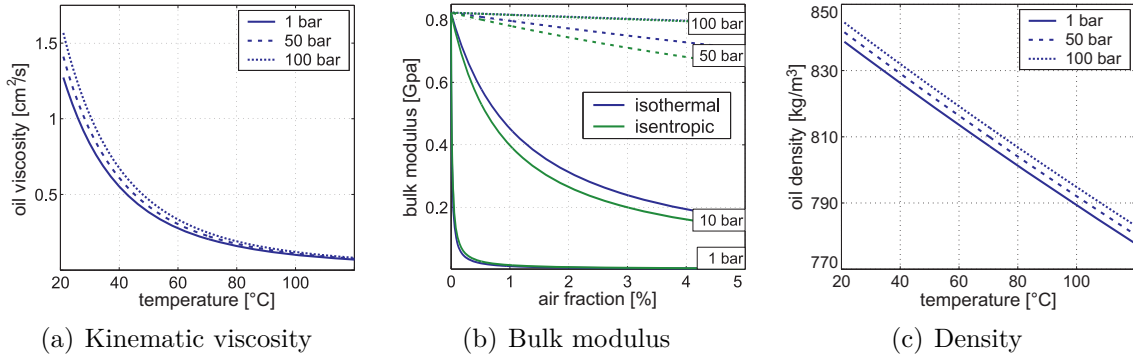 oil viscosity [cm²/s]
1.5
1
0.5
20 40 60 80 100
temperature [°C]
1 bar
50 bar
100 bar
(a) Kinematic viscosity
bulk modulus [Gpa]
0.8
0.6
0.4
0.2
0 1 2 3 4 5
air fraction [%]
100 bar
50 bar
isothermal
isentropic
10 bar
1 bar
(b) Bulk modulus
oil density [kg/m³]
850
830
810
790
770
20 40 60 80 100
temperature [°C]
1 bar
50 bar
100 bar
(c) Density